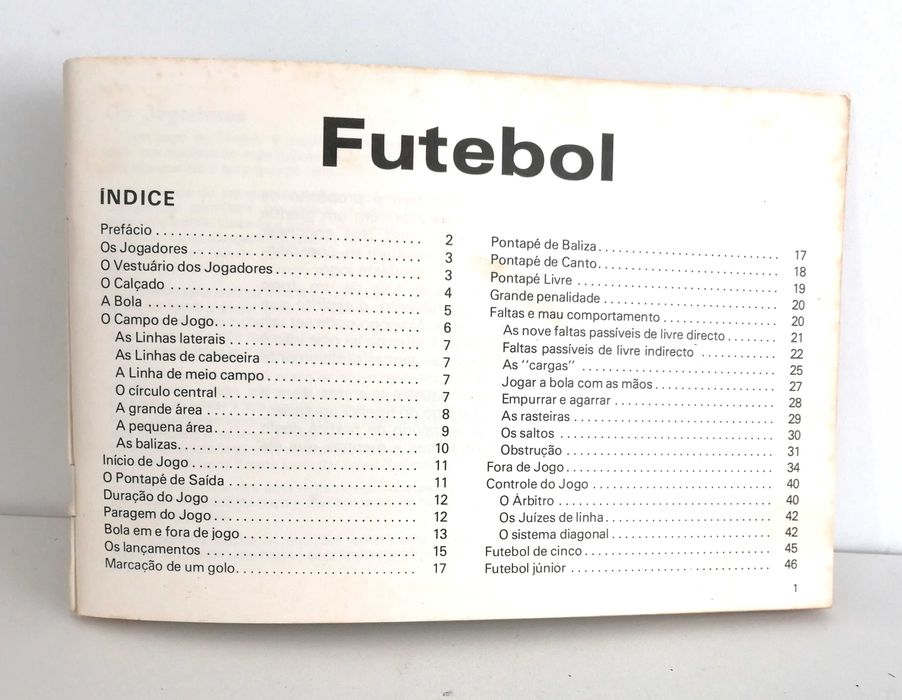 Futebol
ÍNDICE
Prefácio 2
Os Jogadores 3
O Vestuário dos Jogadores 3
O Calçado 4
A Bola 5
O Campo de Jogo 6
As Linhas laterais 7
As Linhas de cabeceira 7
A Linha de meio campo 7
O círculo central 7
A grande área 8
A pequena área 9
As balizas 10
Início de Jogo 11
O Pontapé de Saída 11
Duração do Jogo 12
Paragem do Jogo 12
Bola em e fora de jogo 13
Os lançamentos 15
Marcação de um golo 17
Pontapé de Baliza 17
Pontapé de Canto 18
Pontapé Livre 19
Grande penalidade 20
Faltas e mau comportamento 20
As nove faltas passíveis de livre directo 21
Faltas passíveis de livre indirecto 22
As "cargas" 25
Jogar a bola com as mãos 27
Empurrar e agarrar 28
As rasteiras 29
Os saltos 30
Obstrução 31
Fora de Jogo 34
Controle do Jogo 40
O Árbitro 40
Os Juízes de linha 42
O sistema diagonal 42
Futebol de cinco 45
Futebol júnior 46
1